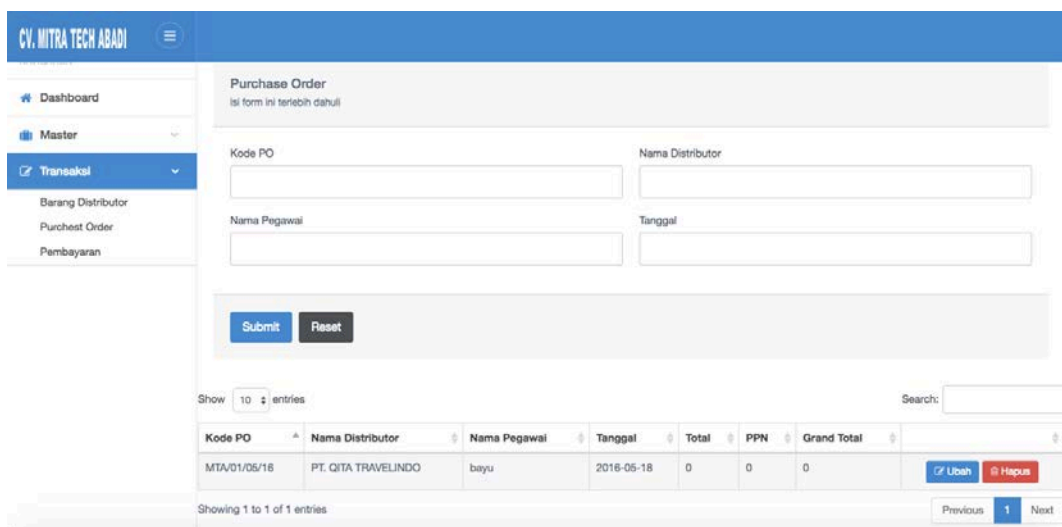 CV. MITRA TECH ABADI
Dashboard
Master
Transaksi
Barang Distributor
Purchest Order
Pembayaran
Purchase Order
Isi form ini terlebih dahuli
Kode PO Nama Distributor
Nama Pegawai Tanggal
Submit Reset
Show 10 entries Search:
Kode PO Nama Distributor Nama Pegawai Tanggal Total PPN Grand Total
MTA/01/05/16 PT. QITA TRAVELINDO bayu 2016-05-18 0 0 0 Ubah Hapus
Showing 1 to 1 of 1 entries Previous 1 Next